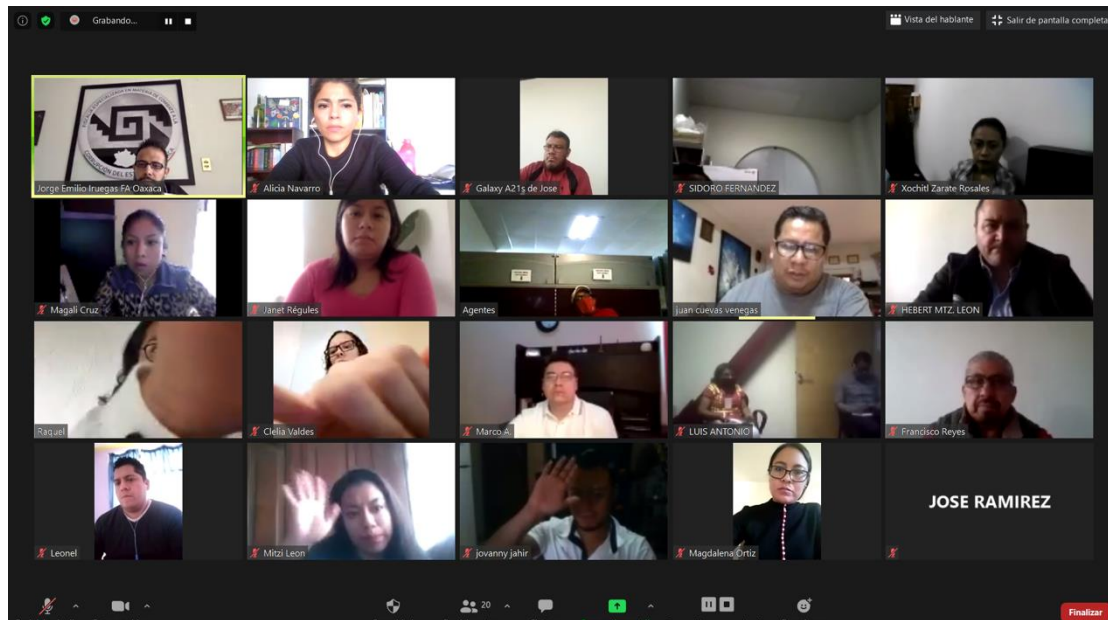 Grabando...
Vista del hablante
Salir de pantalla completa
Jorge Emilio Iruegas FA Oaxaca
Alicia Navarro
Galaxy A21s de Jose
SIDORO FERNANDEZ
Xochitl Zarate Rosales
Magali Cruz
Janet Régules
Agentes
juan cuevas venegas
HEBERT MTZ. LEON
Raquel
Clelia Valdes
Marco A.
LUIS ANTONIO
Francisco Reyes
Leonel
Mitzi Leon
jovanny jahir
Magdalena Ortiz
JOSE RAMIREZ
20
Finalizar